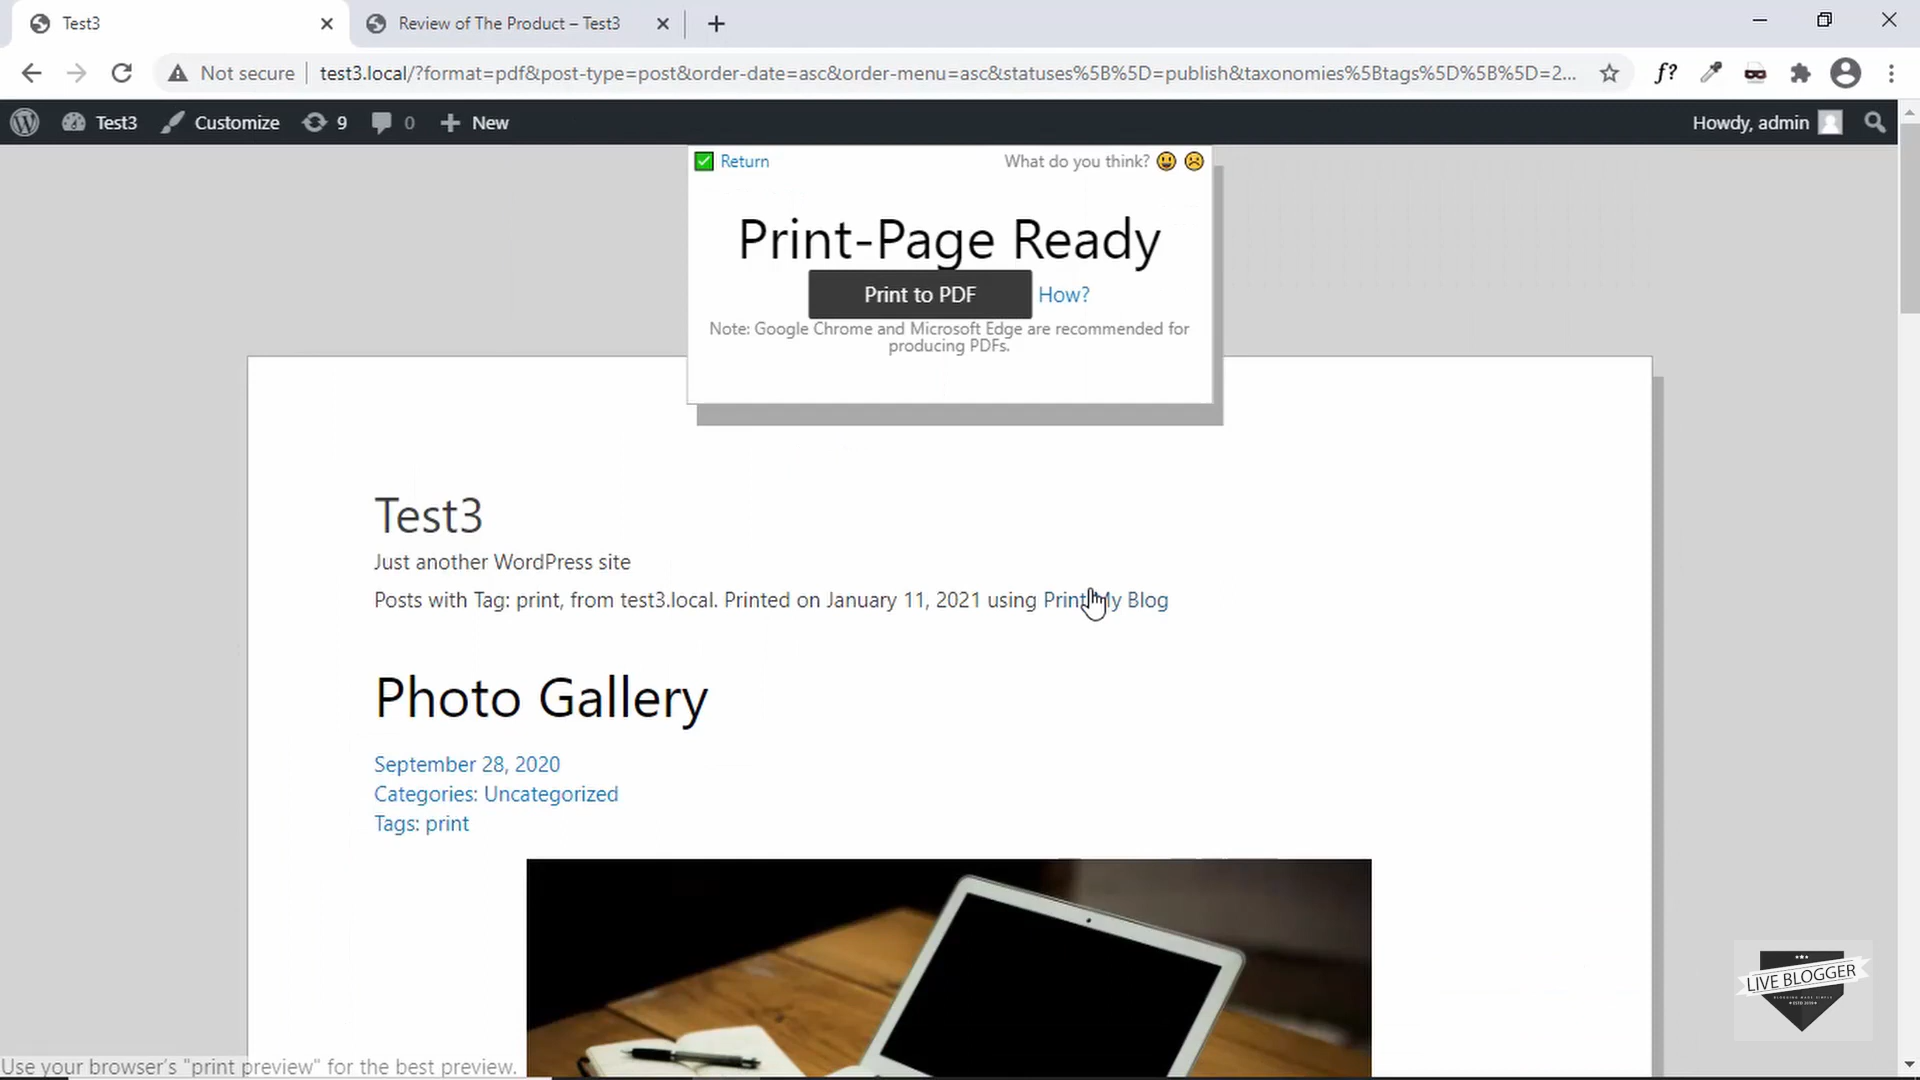 Test3
Review of The Product – Test3
Not secure
test3.local/?format=pdf&post-type=post&order-date=asc&order-menu=asc&statuses%5B%5D=publish&taxonomies%5Btags%5D%5B%5D=2...
f?
Test3
Customize
9
0
New
Howdy, admin
Return
What do you think?
Print-Page Ready
Print to PDF
How?
Note: Google Chrome and Microsoft Edge are recommended for
producing PDFs.
Test3
Just another WordPress site
Posts with Tag: print, from test3.local. Printed on January 11, 2021 using Print My Blog
Photo Gallery
September 28, 2020
Categories: Uncategorized
Tags: print
LIVE BLOGGER
Use your browser's "print preview" for the best preview.